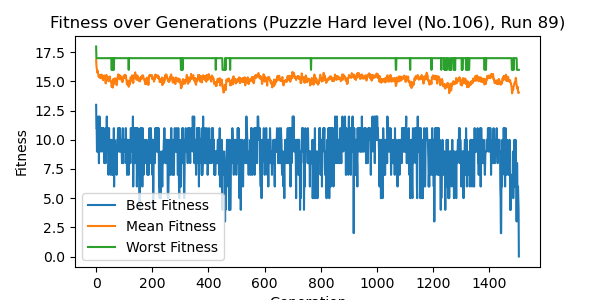 Fitness over Generations (Puzzle Hard level (No.106), Run 89)
Fitness
17.5
15.0
12.5
10.0
7.5
5.0
2.5
0.0
Best Fitness
Mean Fitness
Worst Fitness
0 200 400 600 800 1000 1200 1400
Generation